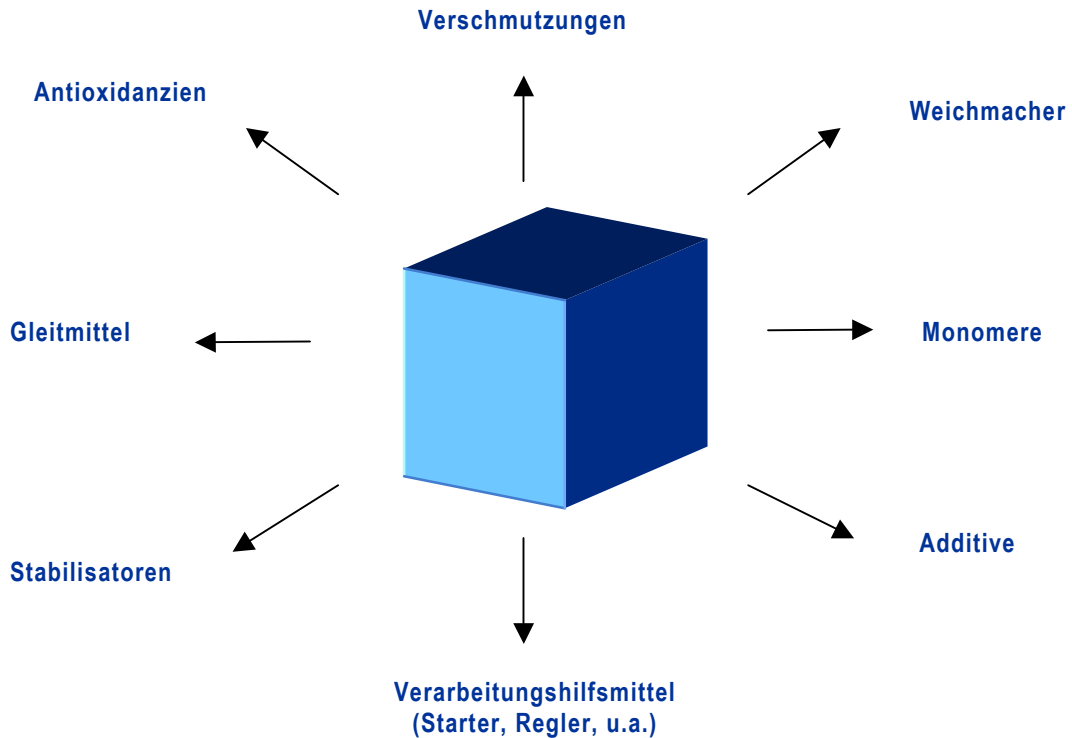 Verschmutzungen
Antioxidanzien
Weichmacher
Gleitmittel
Monomere
Stabilisatoren
Additive
Verarbeitungshilfsmittel
(Starter, Regler, u.a.)